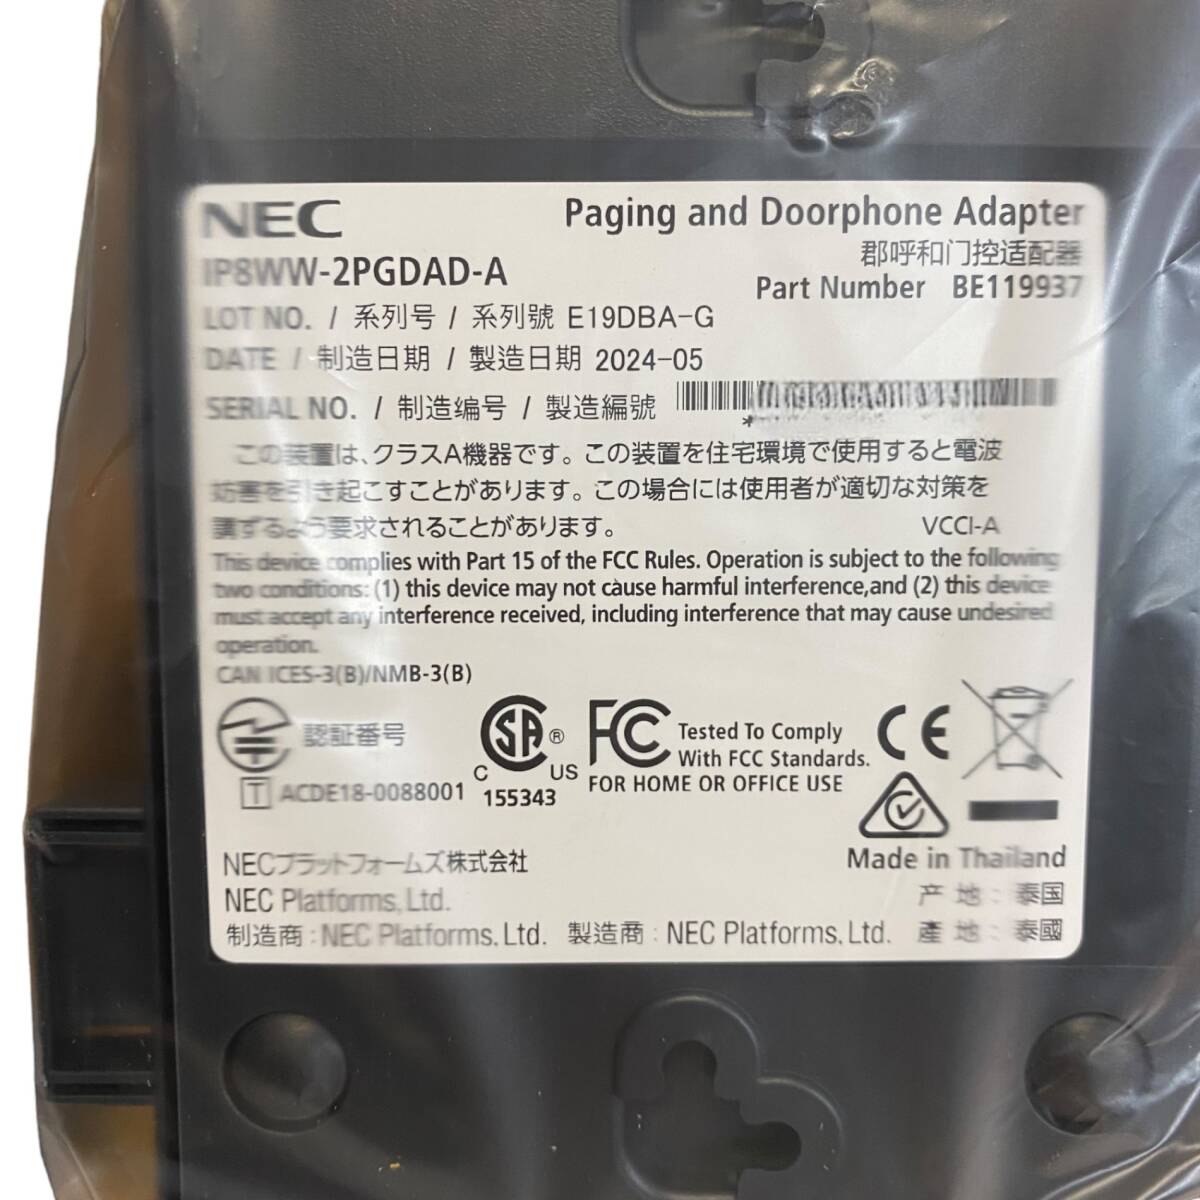 NEC
Paging and Doorphone Adapter
郡呼和门控适配器
IP8WW-2PGDAD-A
Part Number BE119937
LOT NO. / 系列号 / 系列號 E19DBA-G
DATE / 制造日期 / 製造日期 2024-05
SERIAL NO. / 制造编号 / 製造編號
*
この装置は、クラスA機器です。この装置を住宅環境で使用すると電波
妨害を引き起こすことがあります。この場合には使用者が適切な対策を
講ずるよう要求されることがあります。
VCCI-A
This device complies with Part 15 of the FCC Rules. Operation is subject to the following
two conditions: (1) this device may not cause harmful interference,and (2) this device
must accept any interference received, including interference that may cause undesired
operation.
CAN ICES-3(B)/NMB-3(B)
認証番号
T ACDE18-0088001
SA ®
C US
155343
FC Tested To Comply
With FCC Standards.
FOR HOME OR OFFICE USE
CE
NECプラットフォームズ株式会社
Made in Thailand
NEC Platforms, Ltd.
产 地 : 泰国
制造商 : NEC Platforms, Ltd. 製造商 : NEC Platforms, Ltd. 產 地 : 泰國